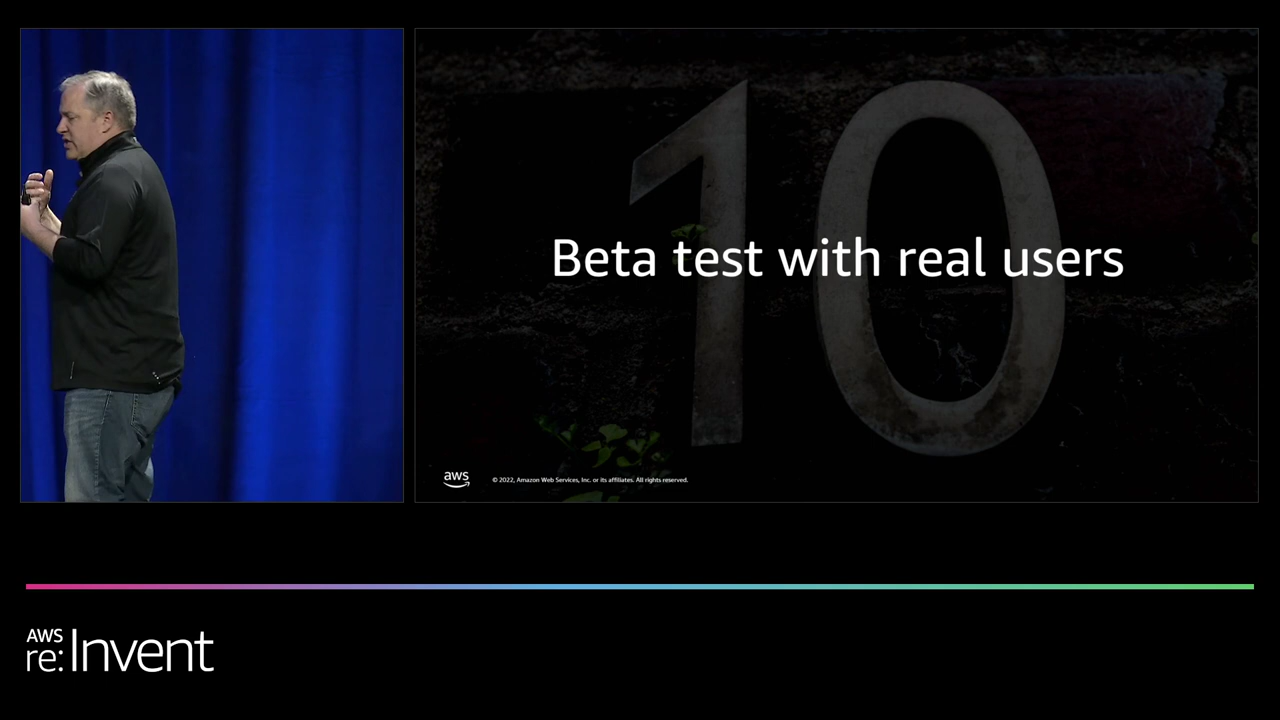 10
Beta test with real users
aws
© 2022, Amazon Web Services, Inc. or its affiliates. All rights reserved.
AWS
re:Invent